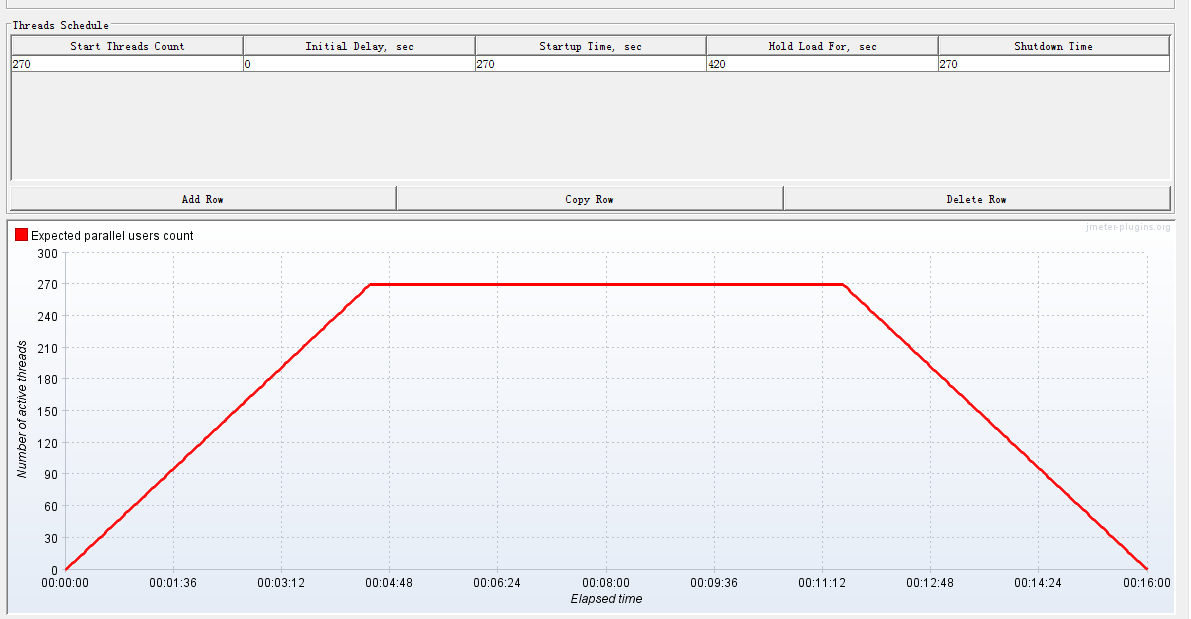 Threads Schedule
Start Threads Count Initial Delay, sec Startup Time, sec Hold Load For, sec Shutdown Time
270 0 270 420 270
Add Row Copy Row Delete Row
jmeter-plugins.org
Expected parallel users count
300
270
240
210
180
150
120
90
60
30
0
Number of active threads
00:00:00 00:01:36 00:03:12 00:04:48 00:06:24 00:08:00 00:09:36 00:11:12 00:12:48 00:14:24 00:16:00
Elapsed time